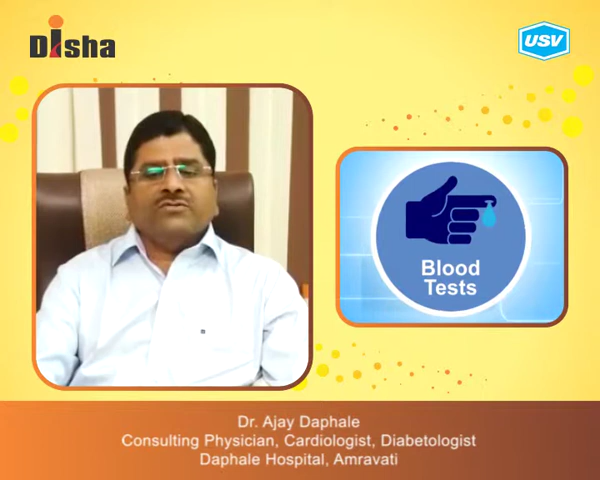 Disha
USV
Blood
Tests
Dr. Ajay Daphale
Consulting Physician, Cardiologist, Diabetologist
Daphale Hospital, Amravati